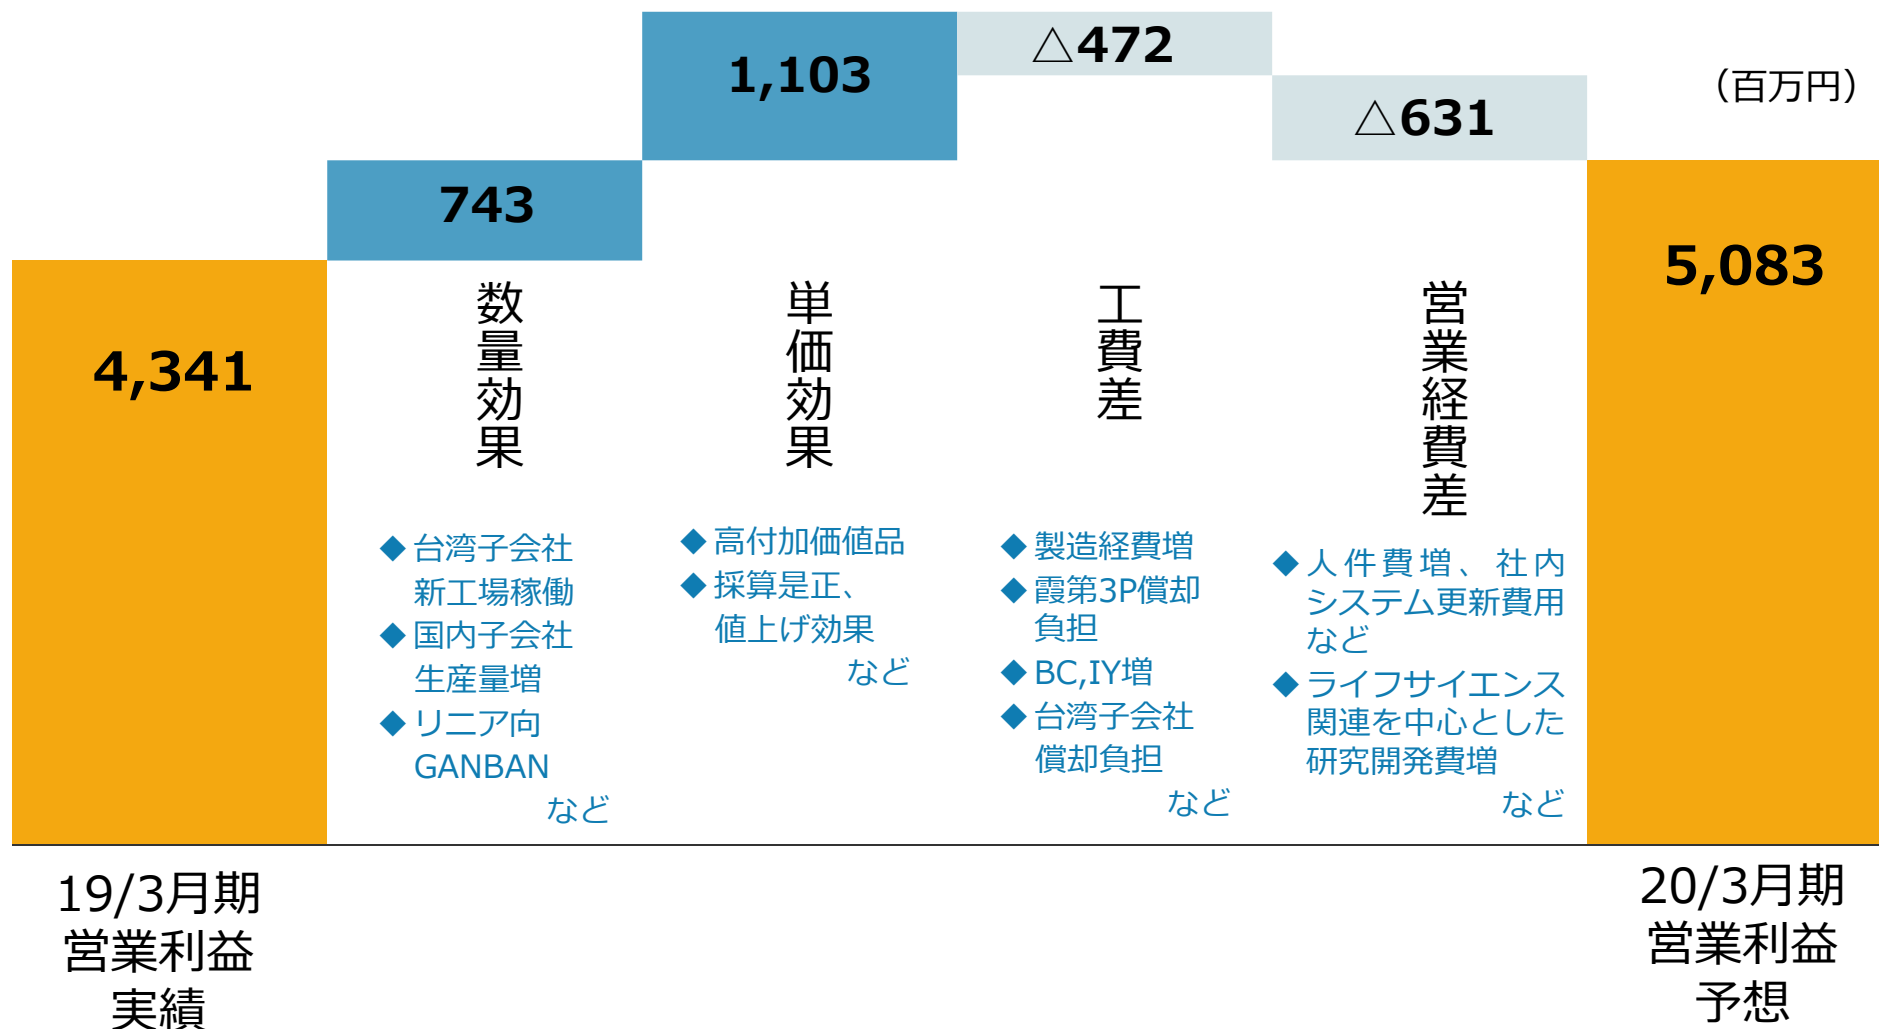 （百万円）
4,341
743
1,103
△472
△631
5,083
数量効果
◆台湾子会社
新工場稼働
◆国内子会社
生産量増
◆リニア向
GANBAN
など
単価効果
◆高付加価値品
◆採算是正、
値上げ効果
など
工費差
◆製造経費増
◆霞第3P償却
負担
◆BC,IY増
◆台湾子会社
償却負担
など
営業経費差
◆人件費増、社内
システム更新費用
など
◆ライフサイエンス
関連を中心とした
研究開発費増
など
19/3月期
営業利益
実績
20/3月期
営業利益
予想